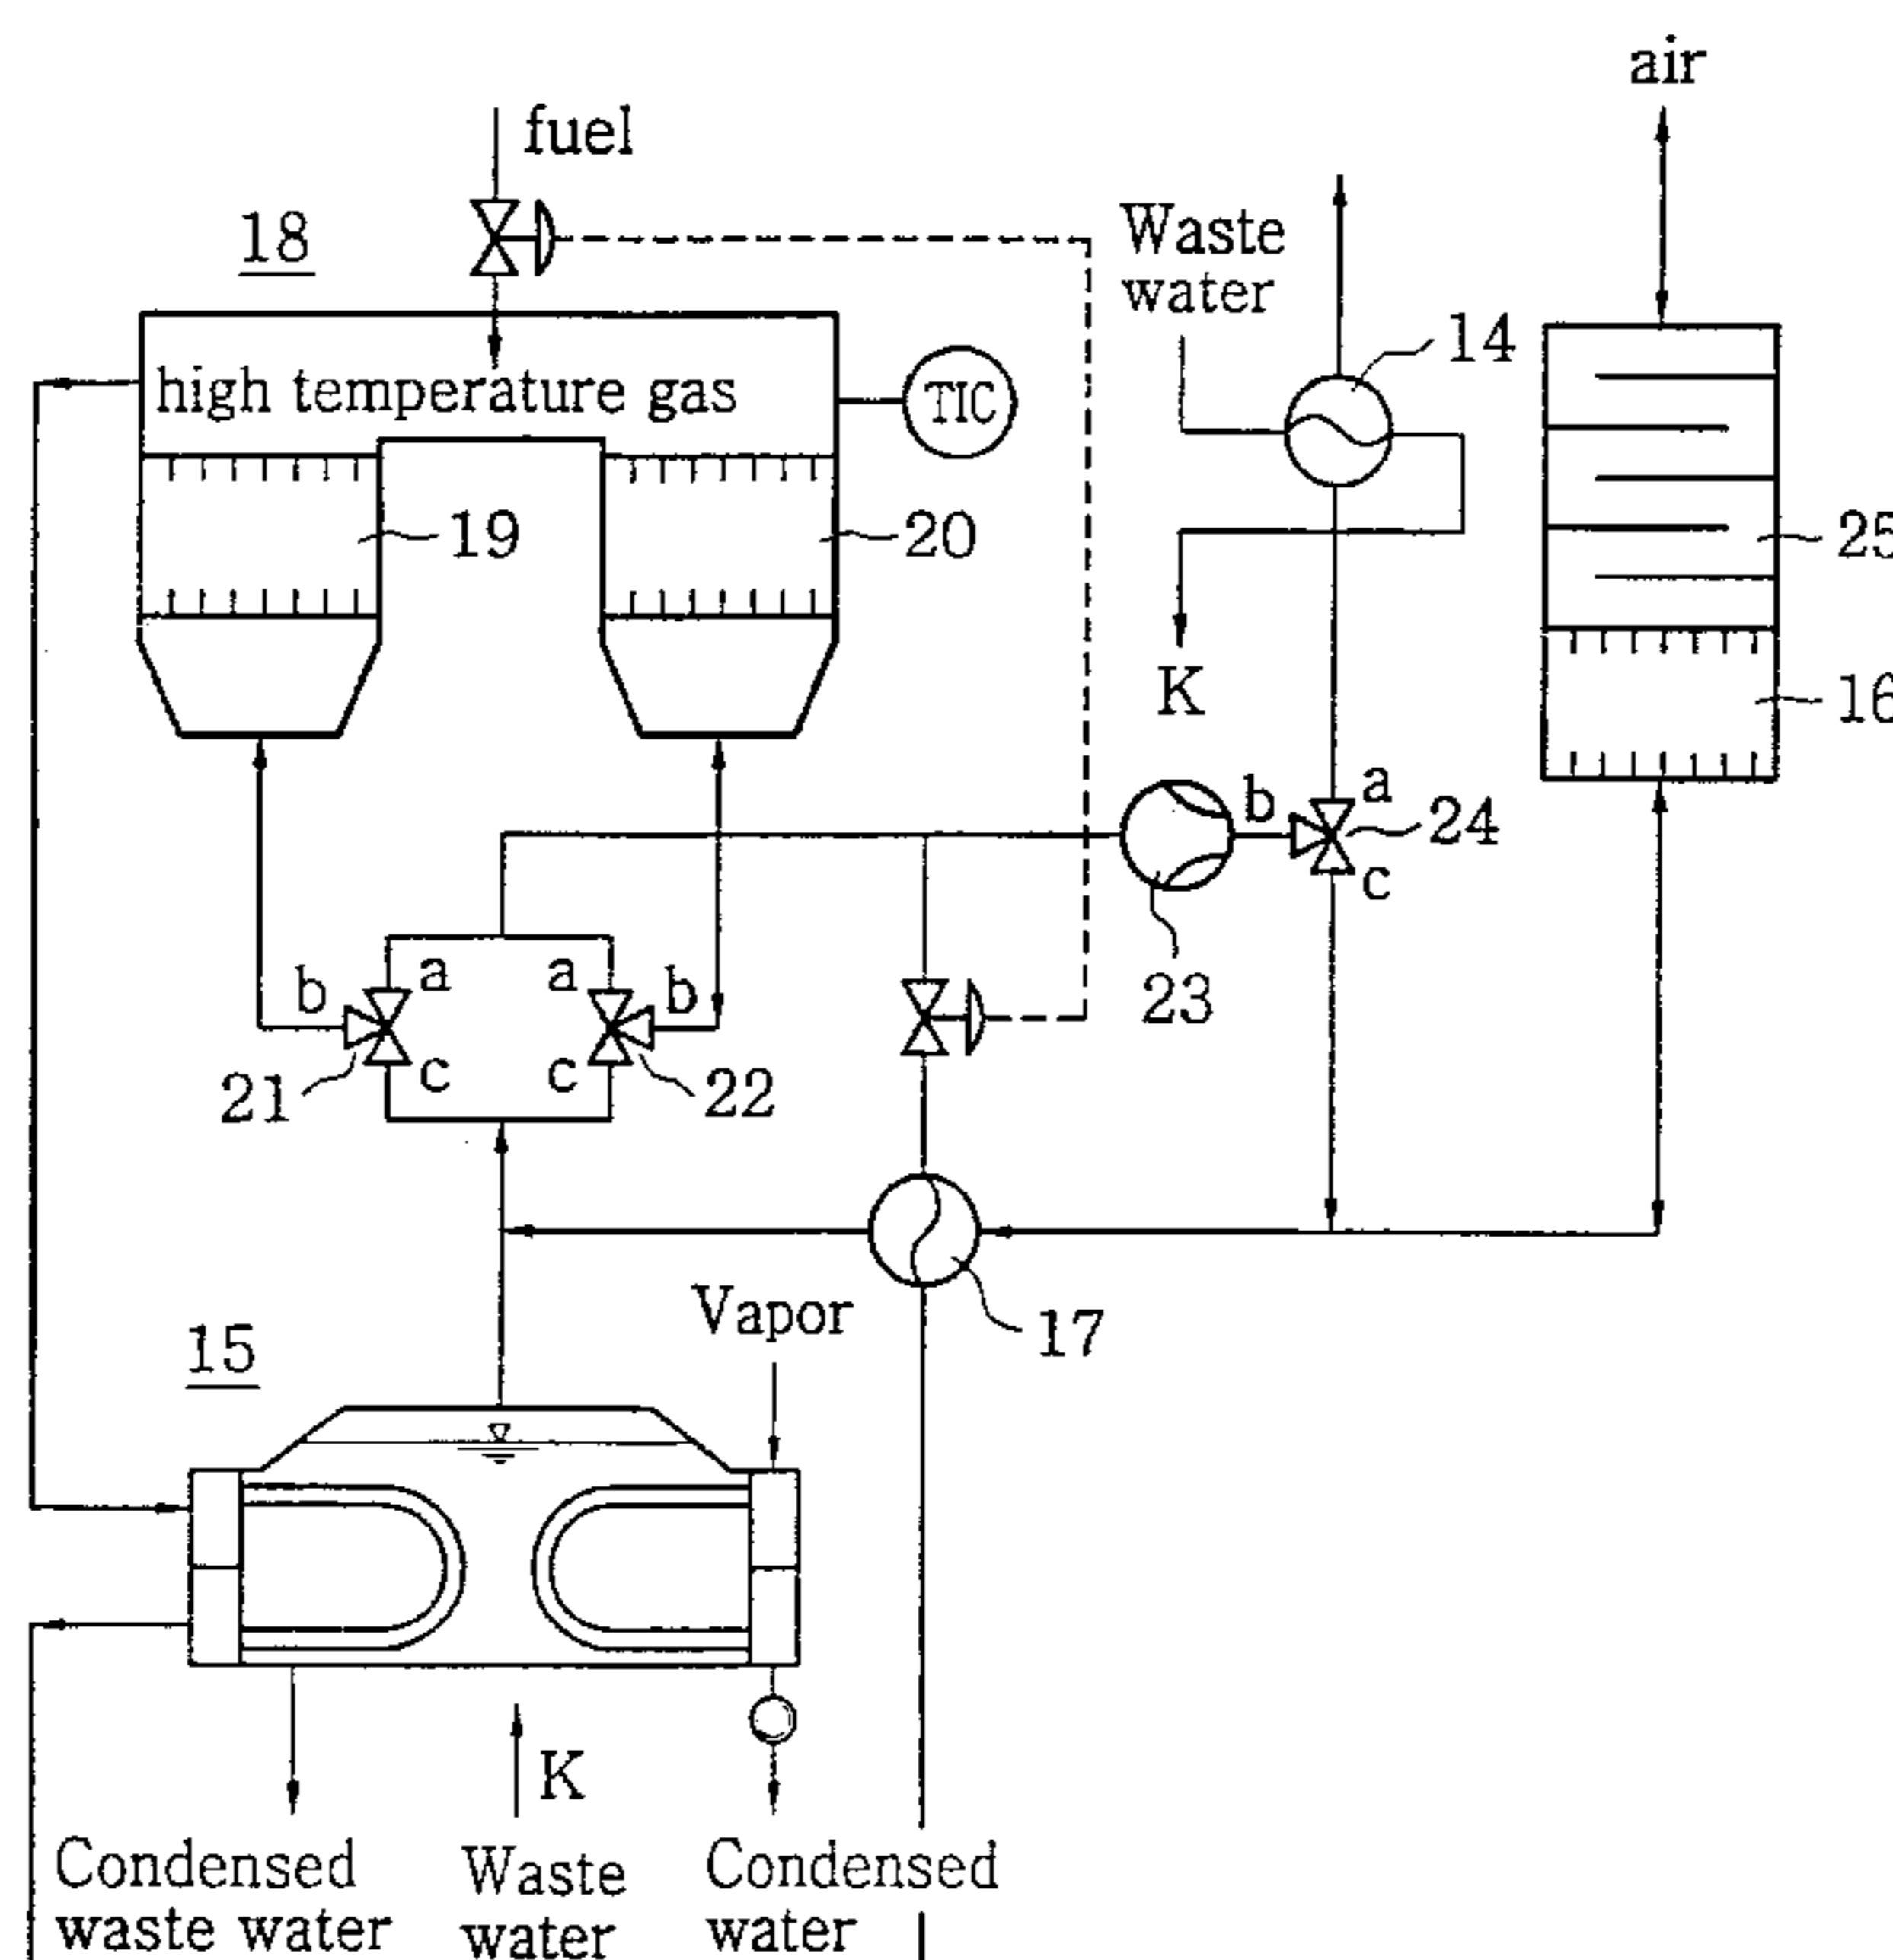 air
fuel
18
Waste
water
14
high temperature gas
TIC
19
20
25
K
16
b
a
24
c
23
b
a
a
b
21
c
c
22
Vapor
17
15
K
Condensed
waste water
Waste
water
Condensed
water